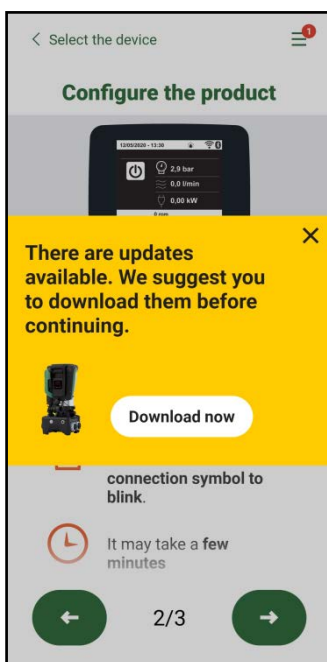 Select the device
1
Configure the product
12/05/2020 - 13:38
2,9 bar
0,0 l/min
0,00 kW
There are updates
available. We suggest you
to download them before
continuing.
Download now
connection symbol to
blink.
It may take a few
minutes
2/3